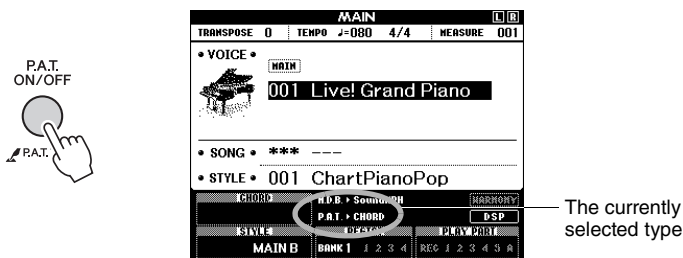 P.A.T.
ON/OFF
P.A.T.
MAIN L R
TRANSPOSE 0 TEMPO ♩=080 4/4 MEASURE 001
• VOICE •
MAIN
001 Live! Grand Piano
• SONG • *** ---
• STYLE • 001 ChartPianoPop
CHORD M.D.B. ▸ HARMONY
P.A.T. ▸ CHORD DSP
STYLE REGIST PLAY PART
MAIN B BANK 1 1 2 3 4 REC 1 2 3 4 5 A
The currently
selected type